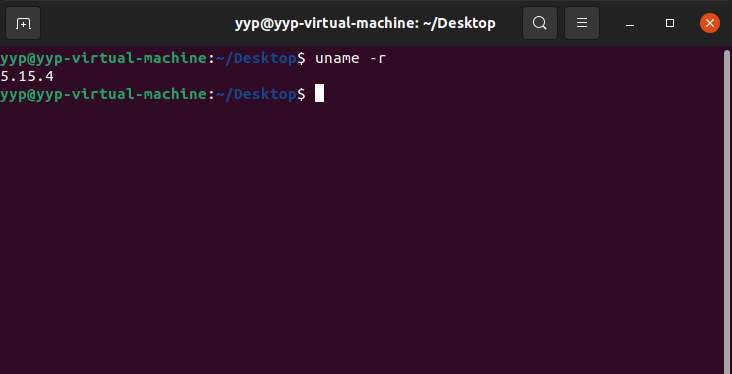 yyp@yyp-virtual-machine: ~/Desktop
yyp@yyp-virtual-machine:~/Desktop$ uname -r
5.15.4
yyp@yyp-virtual-machine:~/Desktop$